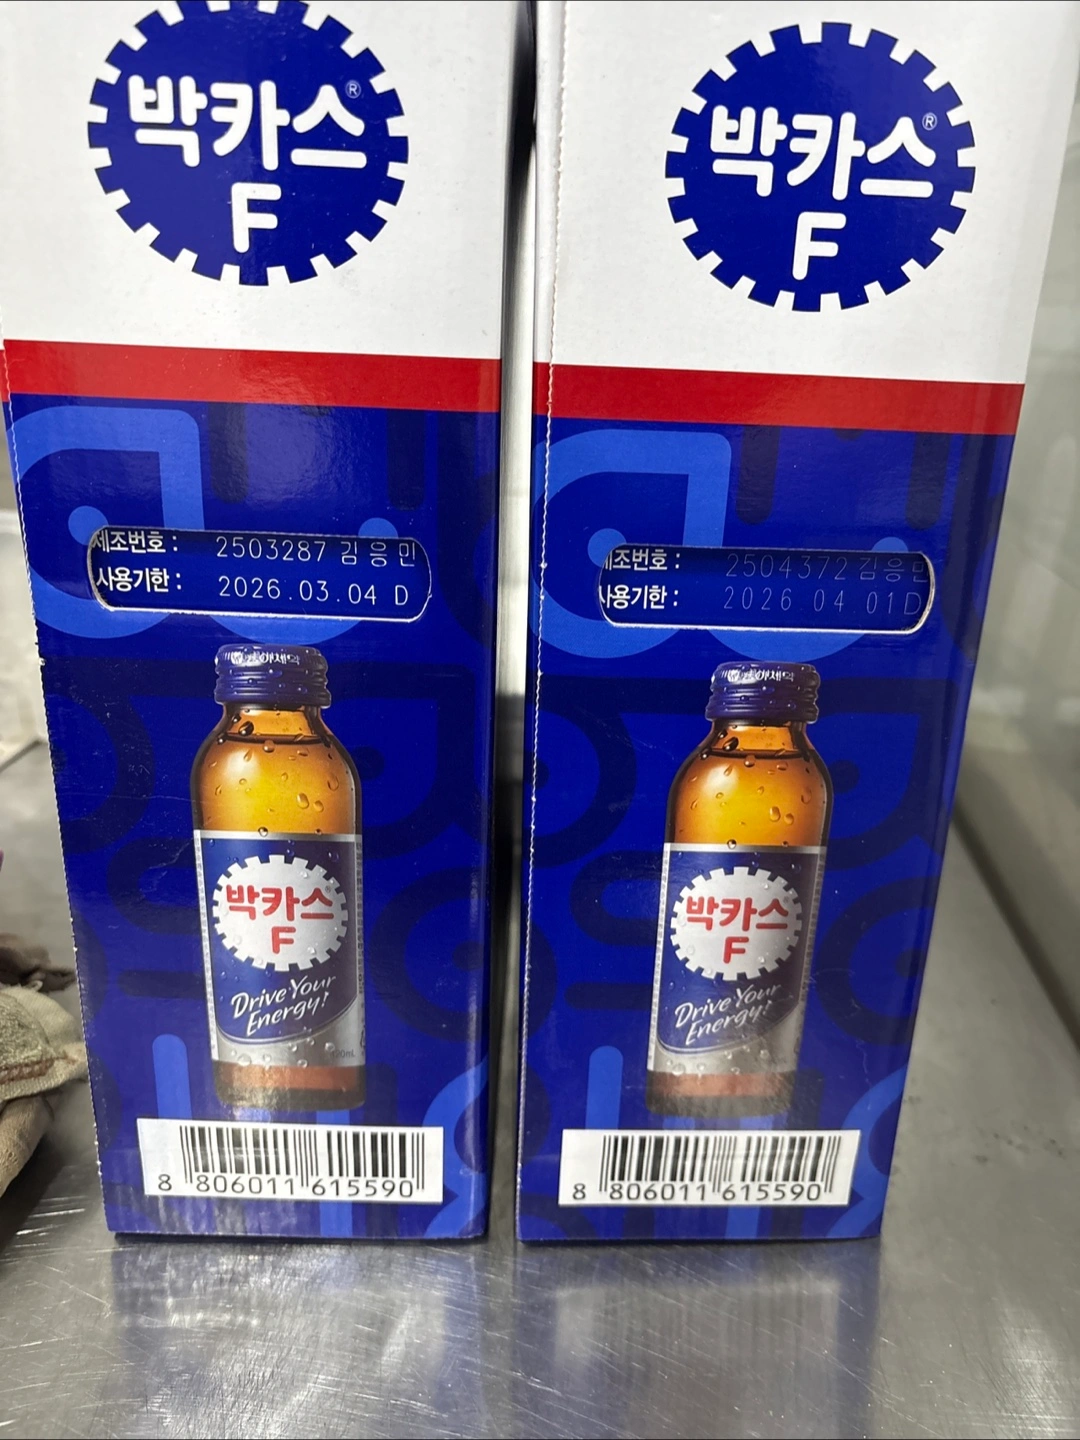 박카스®
F
제조번호 : 2503287 김응민
사용기한 : 2026.03.04 D
박카스
F
Drive Your
Energy!
8 806011 615590
박카스®
F
제조번호 : 2504372 김응민
사용기한 : 2026.04.01 D
박카스
F
Drive Your
Energy!
8 806011 615590